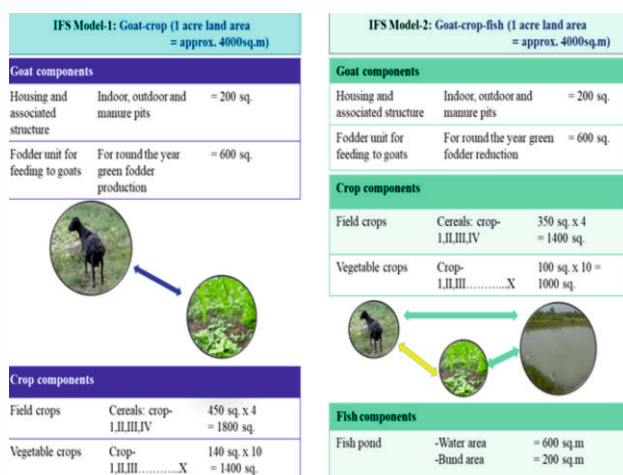 IFS Model-1: Goat-crop (1 acre land area
= approx. 4000sq.m)
Goat components
Housing and associated structure Indoor, outdoor and manure pits = 200 sq.
Fodder unit for feeding to goats For round the year green fodder production = 600 sq.
Crop components
Field crops Cereals: crop-1,II,III,IV 450 sq. x 4 = 1800 sq.
Vegetable crops Crop-1,II,III...........X 140 sq. x 10 = 1400 sq.
IFS Model-2: Goat-crop-fish (1 acre land area
= approx. 4000sq.m)
Goat components
Housing and associated structure Indoor, outdoor and manure pits = 200 sq.
Fodder unit for feeding to goats For round the year green fodder reduction = 600 sq.
Crop components
Field crops Cereals: crop-1,II,III,IV 350 sq. x 4 = 1400 sq.
Vegetable crops Crop-1,II,III...........X 100 sq. x 10 = 1000 sq.
Fish components
Fish pond -Water area = 600 sq.m
-Bund area = 200 sq.m